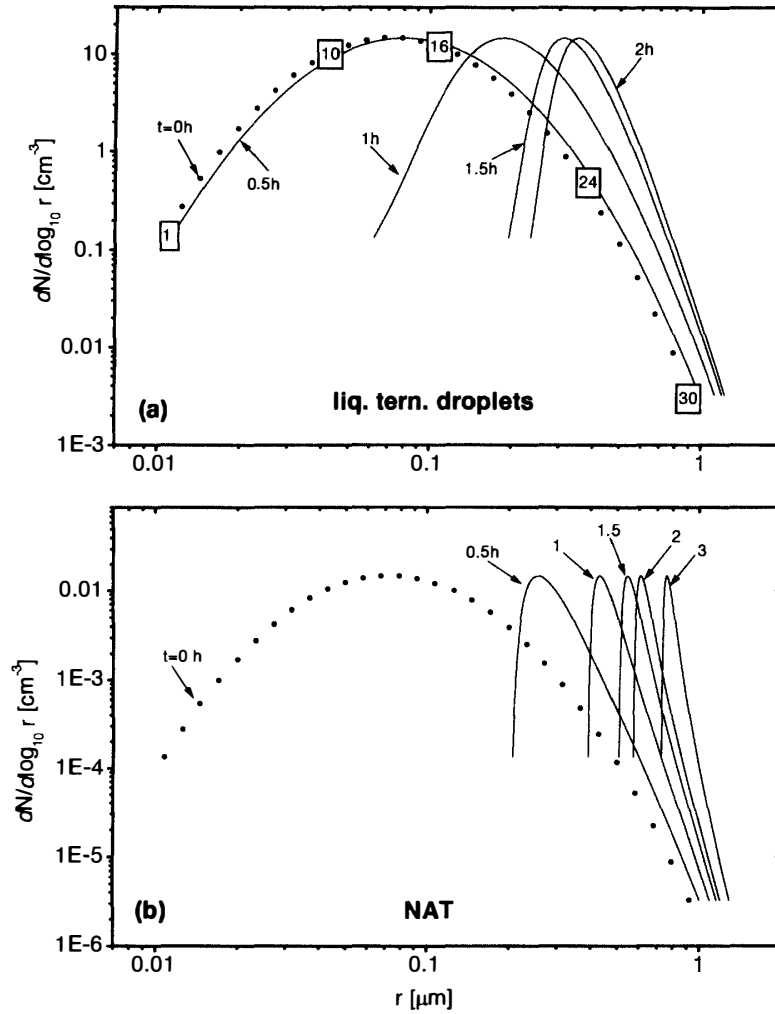 10
1
0.1
0.01
1E-3
dN/dlog₁₀ r [cm⁻³]
t=0h
0.5h
1h
1.5h
2h
1
10
16
24
30
(a)
liq. tern. droplets
0.01
0.1
1
0.01
1E-3
1E-4
1E-5
1E-6
dN/dlog₁₀ r [cm⁻³]
t=0 h
0.5h
1
1.5
2
3
(b)
NAT
0.01
0.1
1
r [μm]